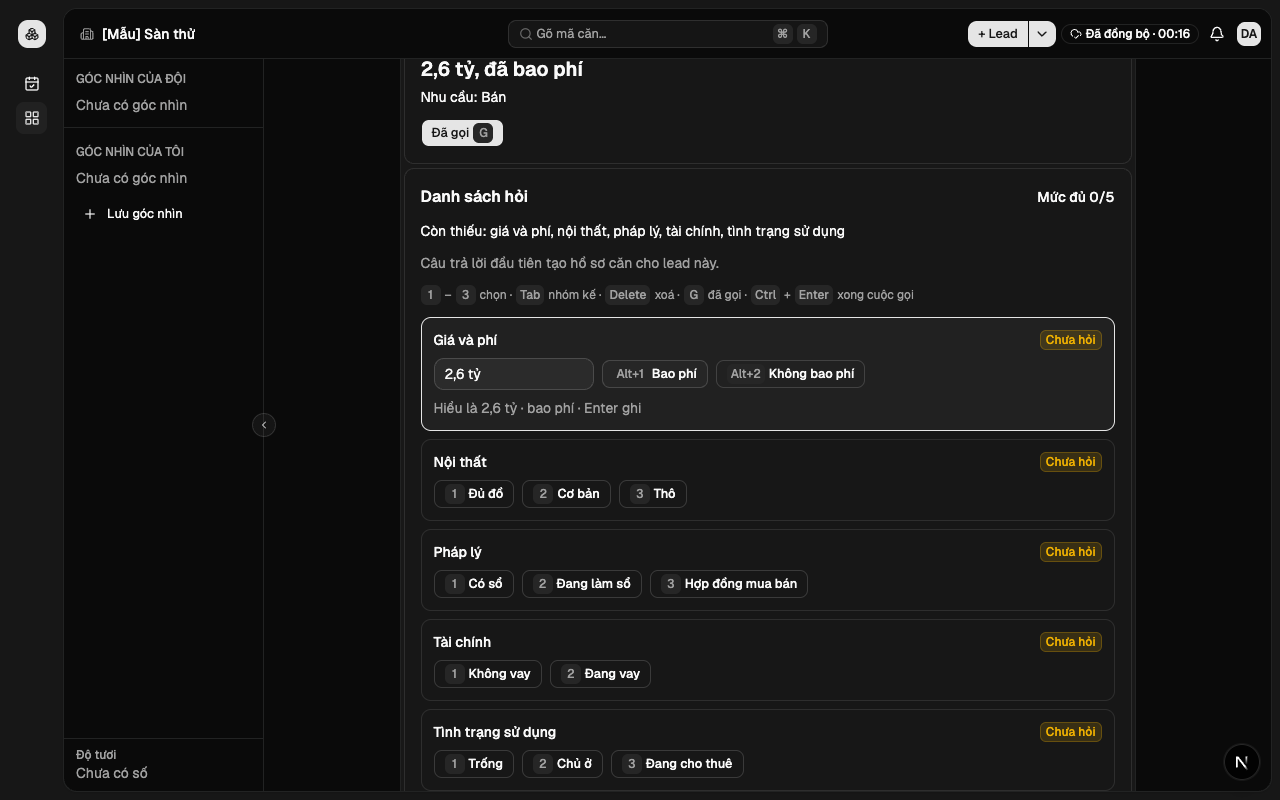 [Mẫu] Sàn thử
Gõ mã căn...
⌘ K
+ Lead
Đã đồng bộ · 00:16
DA
GÓC NHÌN CỦA ĐỘI
Chưa có góc nhìn
GÓC NHÌN CỦA TÔI
Chưa có góc nhìn
+ Lưu góc nhìn
Độ tươi
Chưa có số
2,6 tỷ, đã bao phí
Nhu cầu: Bán
Đã gọi G
Danh sách hỏi
Mức đủ 0/5
Còn thiếu: giá và phí, nội thất, pháp lý, tài chính, tình trạng sử dụng
Câu trả lời đầu tiên tạo hồ sơ căn cho lead này.
1 – 3 chọn · Tab nhóm kế · Delete xoá · G đã gọi · Ctrl + Enter xong cuộc gọi
Giá và phí
Chưa hỏi
2,6 tỷ
Alt+1 Bao phí
Alt+2 Không bao phí
Hiểu là 2,6 tỷ · bao phí · Enter ghi
Nội thất
Chưa hỏi
1 Đủ đồ
2 Cơ bản
3 Thô
Pháp lý
Chưa hỏi
1 Có sổ
2 Đang làm sổ
3 Hợp đồng mua bán
Tài chính
Chưa hỏi
1 Không vay
2 Đang vay
Tình trạng sử dụng
Chưa hỏi
1 Trống
2 Chủ ở
3 Đang cho thuê
N